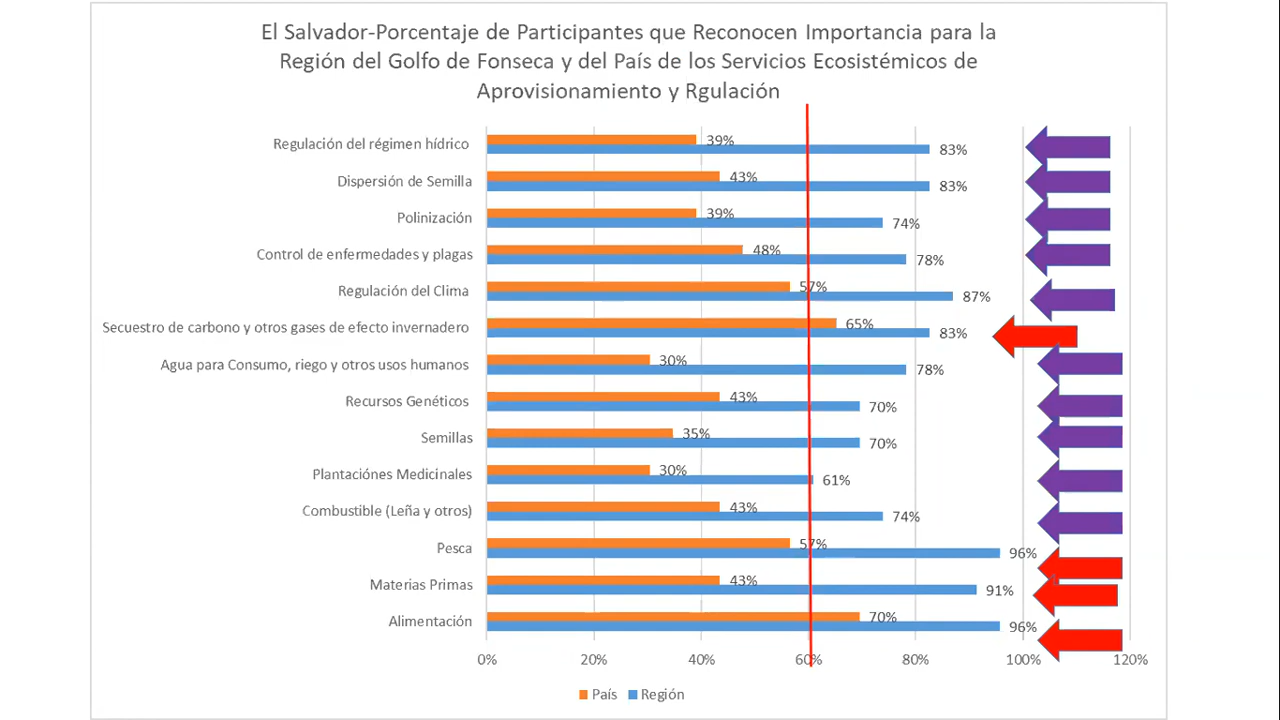 El Salvador-Porcentaje de Participantes que Reconocen Importancia para la
Región del Golfo de Fonseca y del País de los Servicios Ecosistémicos de
Aprovisionamiento y Rgulación
Regulación del régimen hídrico 39% 83%
Dispersión de Semilla 43% 83%
Polinización 39% 74%
Control de enfermedades y plagas 48% 78%
Regulación del Clima 57% 87%
Secuestro de carbono y otros gases de efecto invernadero 65% 83%
Agua para Consumo, riego y otros usos humanos 30% 78%
Recursos Genéticos 43% 70%
Semillas 35% 70%
Plantaciónes Medicinales 30% 61%
Combustible (Leña y otros) 43% 74%
Pesca 57% 96%
Materias Primas 43% 91%
Alimentación 70% 96%
0% 20% 40% 60% 80% 100% 120%
País Región